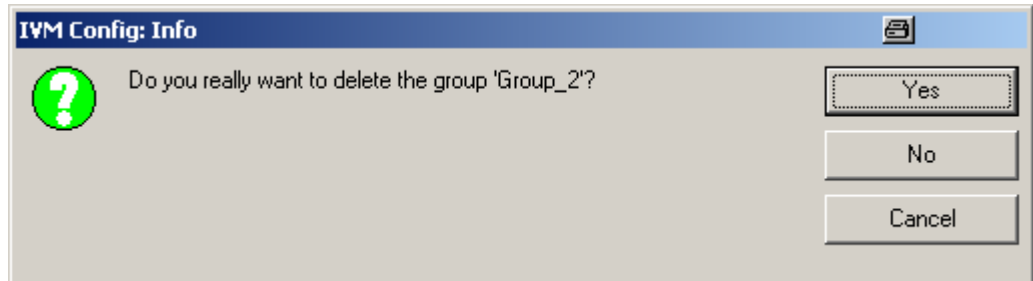 IVM Config: Info
Do you really want to delete the group 'Group_2'?
Yes
No
Cancel